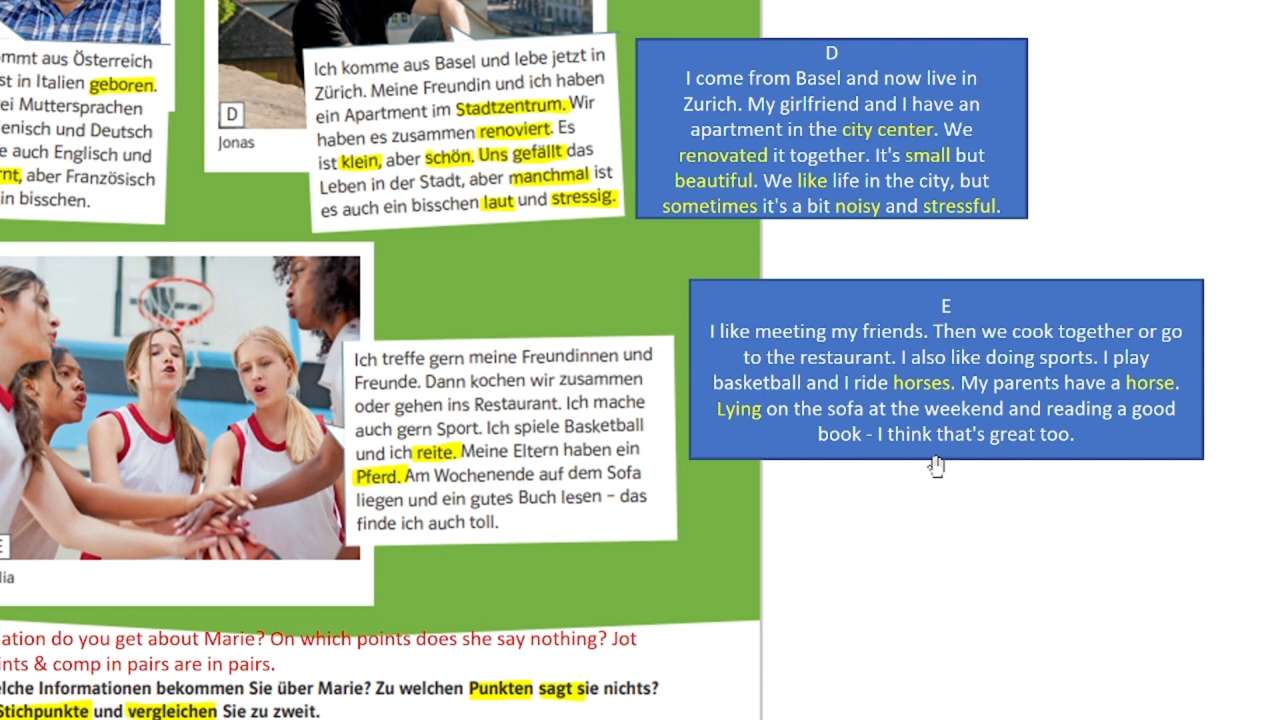 mmt aus Österreich
st in Italien geboren.
ei Muttersprachen
enisch und Deutsch
e auch Englisch und
rnt, aber Französisch
in bisschen.
D
Jonas
Ich komme aus Basel und lebe jetzt in
Zürich. Meine Freundin und ich haben
ein Apartment im Stadtzentrum. Wir
haben es zusammen renoviert. Es
ist klein, aber schön. Uns gefällt das
Leben in der Stadt, aber manchmal ist
es auch ein bisschen laut und stressig.
D
I come from Basel and now live in
Zurich. My girlfriend and I have an
apartment in the city center. We
renovated it together. It's small but
beautiful. We like life in the city, but
sometimes it's a bit noisy and stressful.
E
I like meeting my friends. Then we cook together or go
to the restaurant. I also like doing sports. I play
basketball and I ride horses. My parents have a horse.
Lying on the sofa at the weekend and reading a good
book - I think that's great too.
Ich treffe gern meine Freundinnen und
Freunde. Dann kochen wir zusammen
oder gehen ins Restaurant. Ich mache
auch gern Sport. Ich spiele Basketball
und ich reite. Meine Eltern haben ein
Pferd. Am Wochenende auf dem Sofa
liegen und ein gutes Buch lesen – das
finde ich auch toll.
E
lia
ation do you get about Marie? On which points does she say nothing? Jot
ints & comp in pairs are in pairs.
elche Informationen bekommen Sie über Marie? Zu welchen Punkten sagt sie nichts?
Stichpunkte und vergleichen Sie zu zweit.